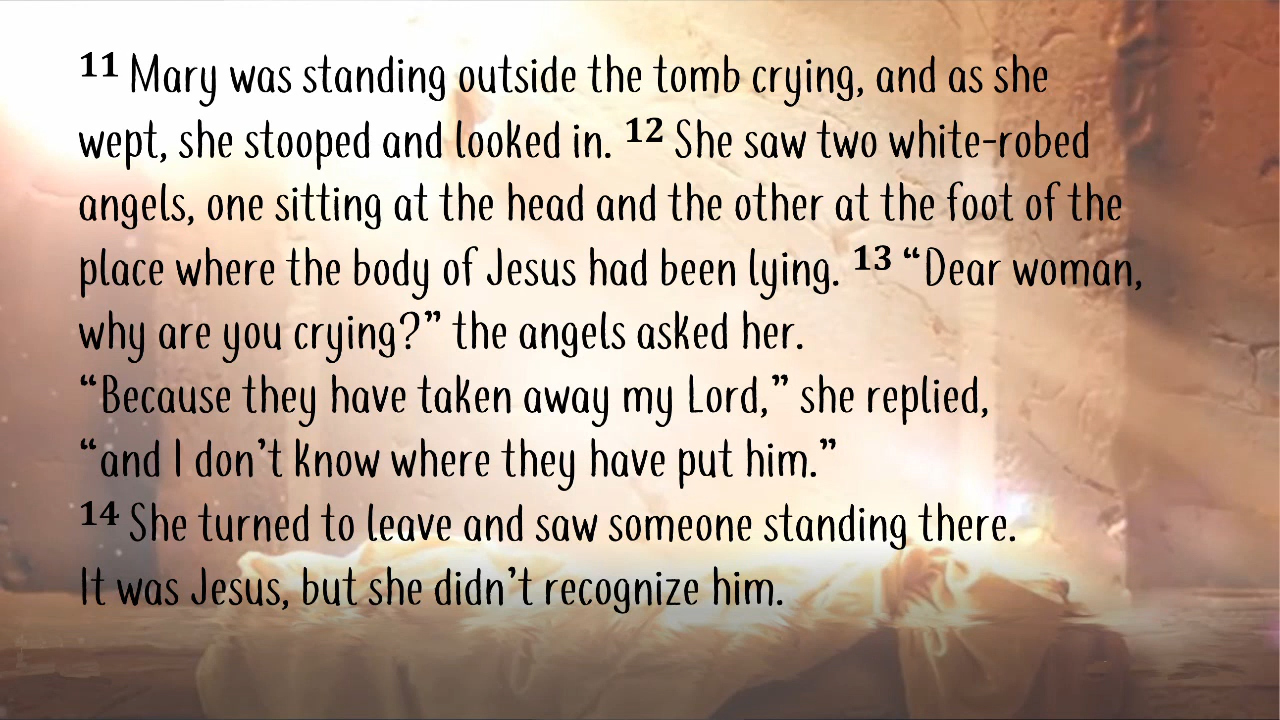 11 Mary was standing outside the tomb crying, and as she
wept, she stooped and looked in. 12 She saw two white-robed
angels, one sitting at the head and the other at the foot of the
place where the body of Jesus had been lying. 13 “Dear woman,
why are you crying?” the angels asked her.
“Because they have taken away my Lord,” she replied,
“and I don’t know where they have put him.”
14 She turned to leave and saw someone standing there.
It was Jesus, but she didn’t recognize him.